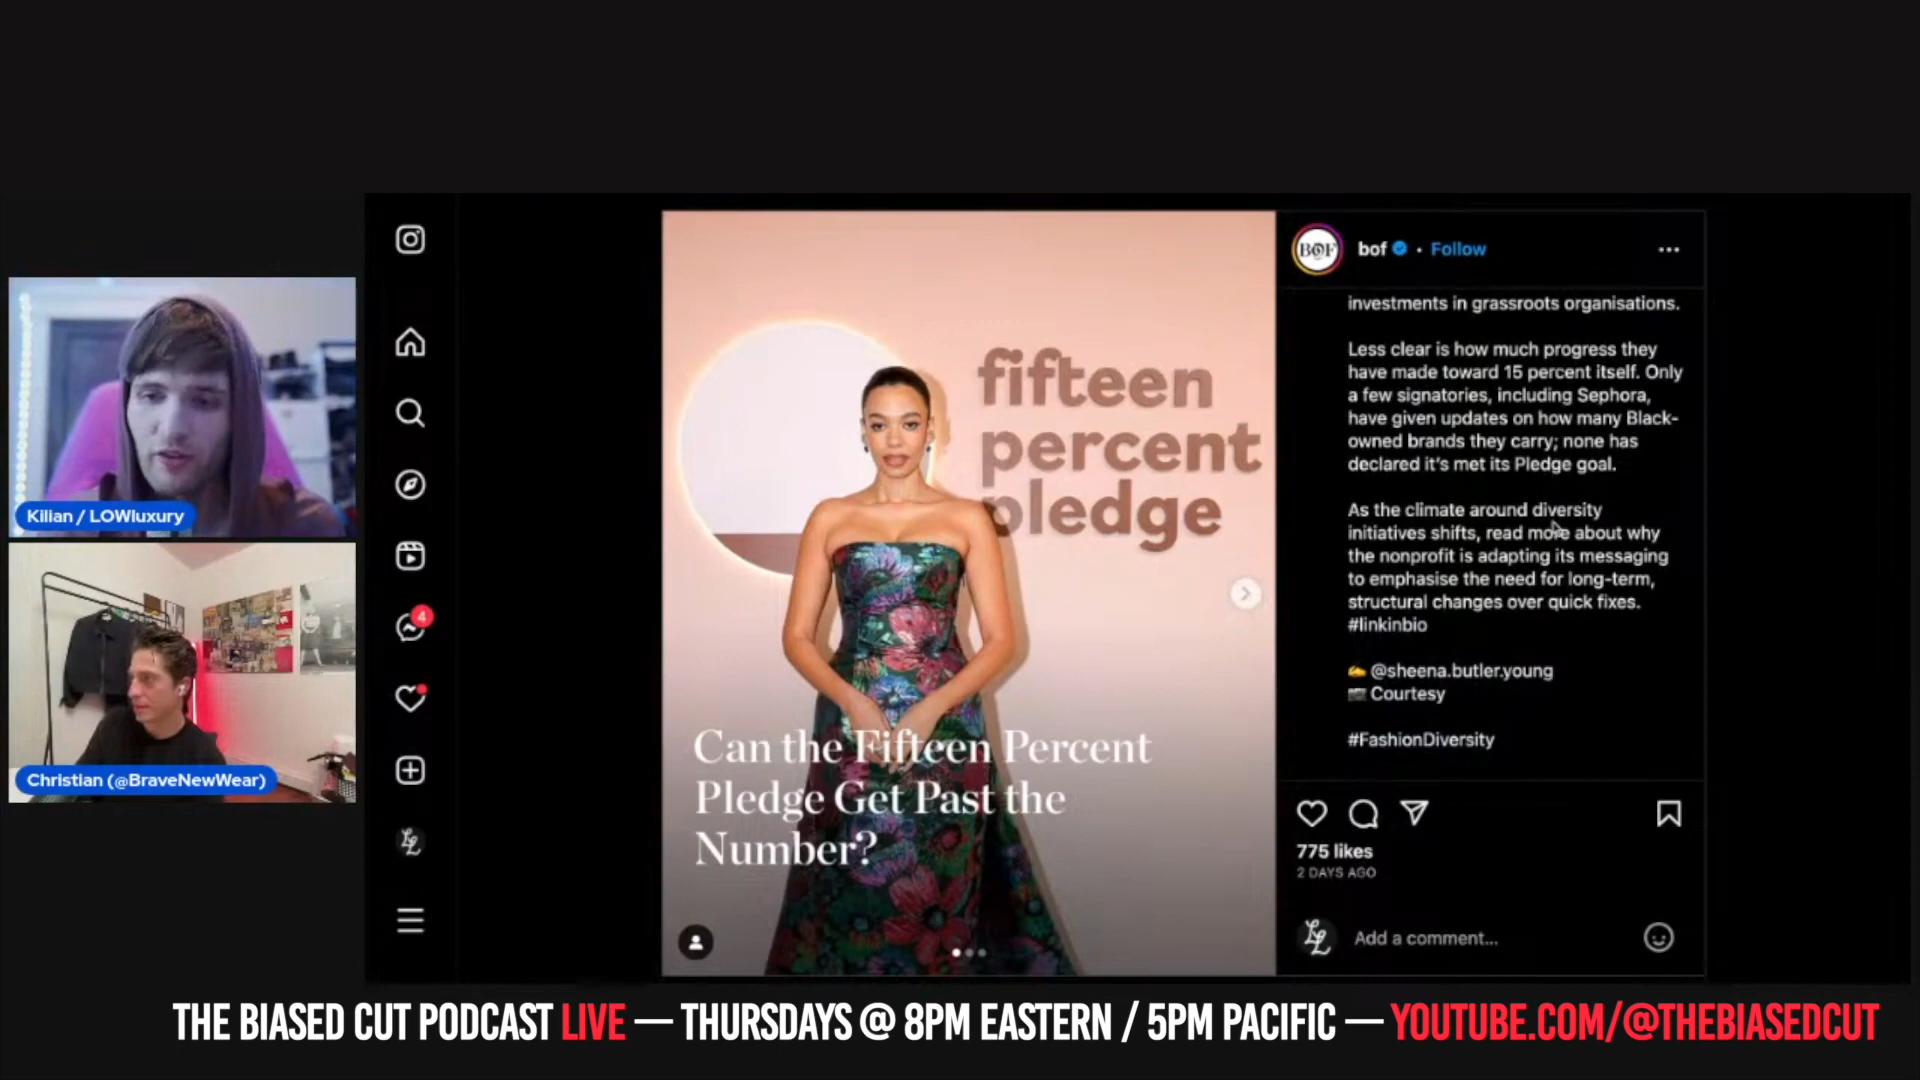 Kilian / LOWluxury
Christian (@BraveNewWear)
4
fifteen
percent
pledge
Can the Fifteen Percent
Pledge Get Past the
Number?
BOF
bof • Follow
investments in grassroots organisations.
Less clear is how much progress they
have made toward 15 percent itself. Only
a few signatories, including Sephora,
have given updates on how many Black-
owned brands they carry; none has
declared it's met its Pledge goal.
As the climate around diversity
initiatives shifts, read more about why
the nonprofit is adapting its messaging
to emphasise the need for long-term,
structural changes over quick fixes.
#linkinbio
@sheena.butler.young
Courtesy
#FashionDiversity
775 likes
2 DAYS AGO
LL Add a comment...
THE BIASED CUT PODCAST LIVE — THURSDAYS @ 8PM EASTERN / 5PM PACIFIC — YOUTUBE.COM/@THEBIASEDCUT